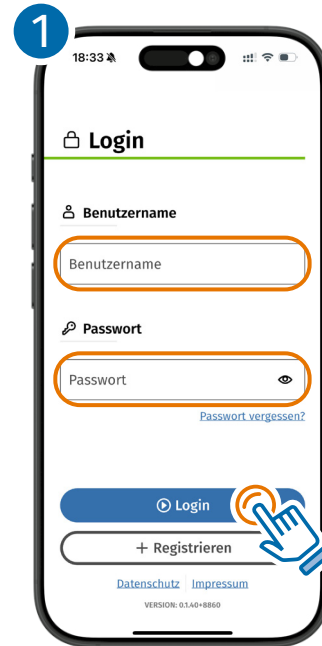 1
18:33
Login
Benutzername
Benutzername
Passwort
Passwort
Passwort vergessen?
Login
+ Registrieren
Datenschutz Impressum
VERSION: 0.1.40+8860